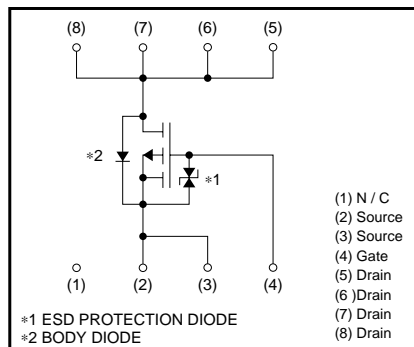 (8) (7) (6) (5)
∗2
∗1
(1) (2) (3) (4)
(1) N / C
(2) Source
(3) Source
(4) Gate
(5) Drain
(6 )Drain
(7) Drain
(8) Drain
∗1 ESD PROTECTION DIODE
∗2 BODY DIODE